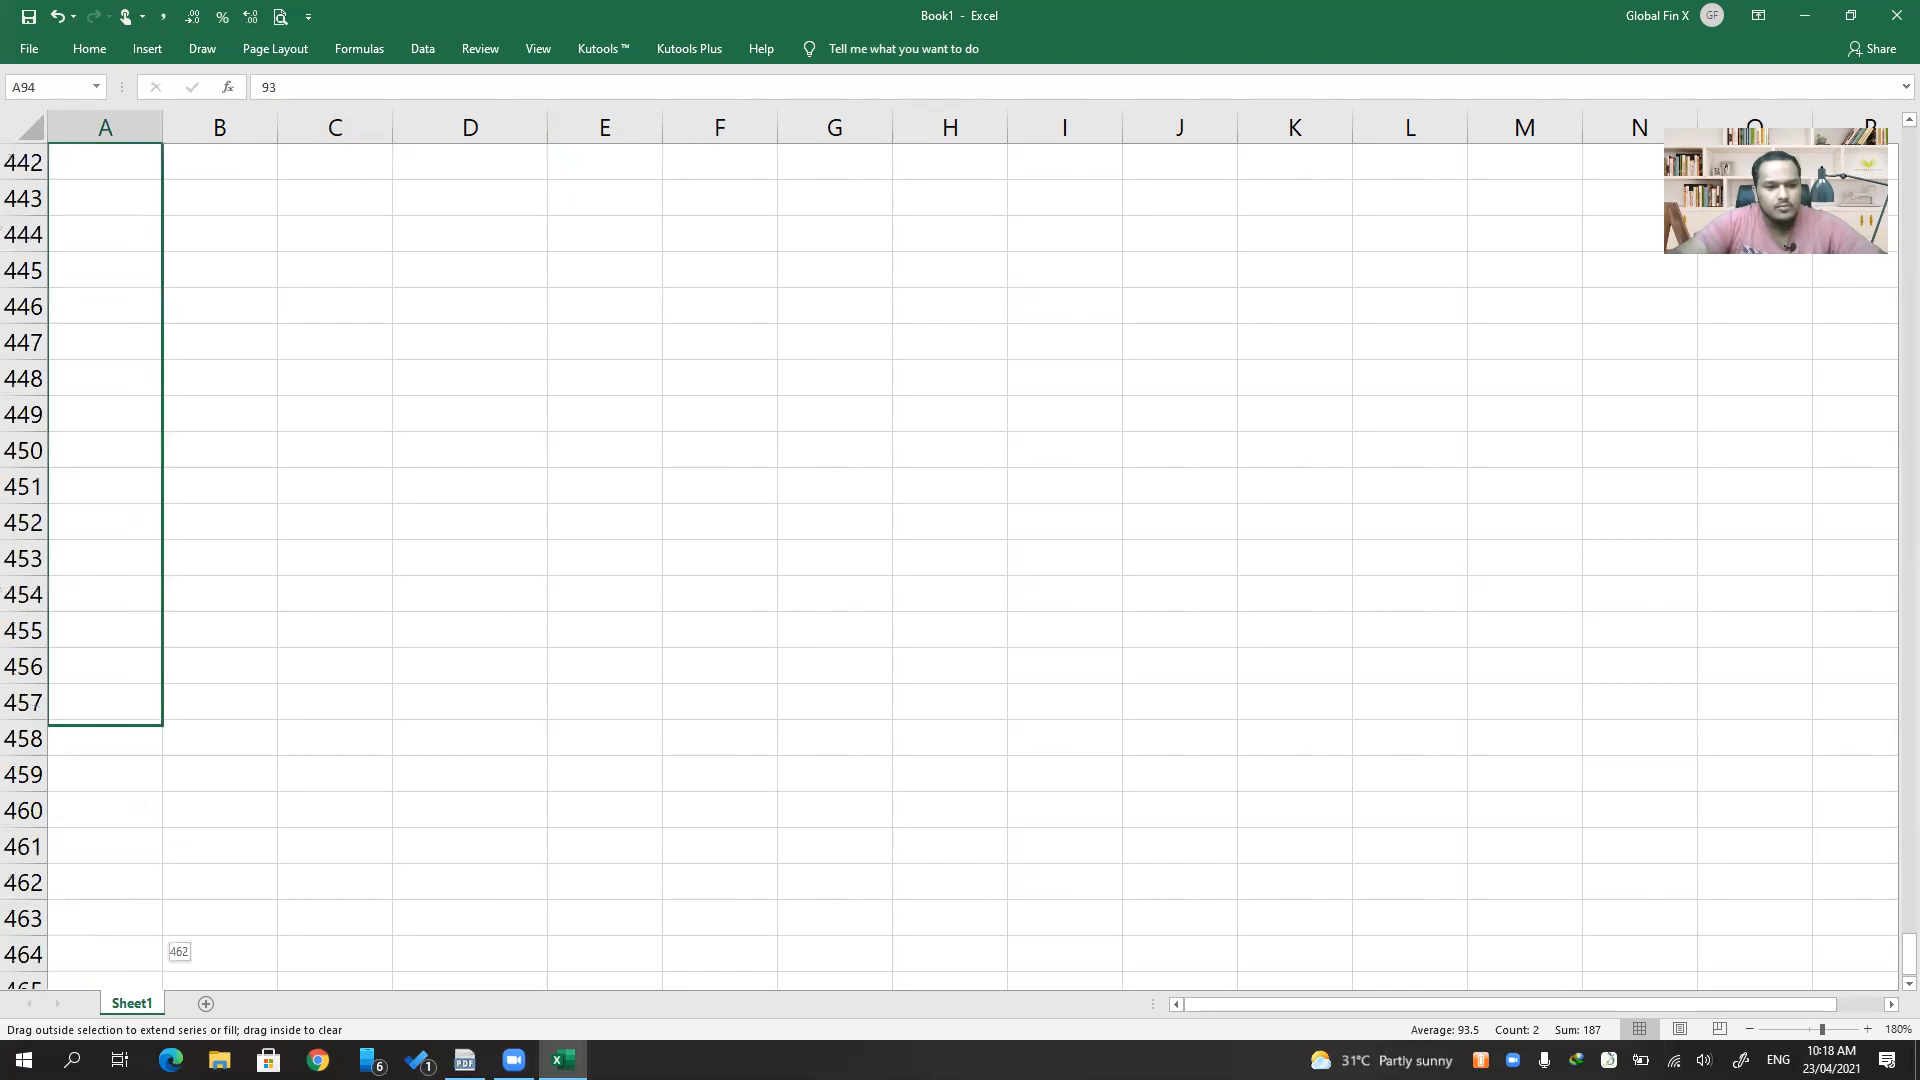 Book1 - Excel
Global Fin X
GF
File
Home
Insert
Draw
Page Layout
Formulas
Data
Review
View
Kutools ™
Kutools Plus
Help
Tell me what you want to do
Share
A94
fx
93
A B C D E F G H I J K L M N
442
443
444
445
446
447
448
449
450
451
452
453
454
455
456
457
458
459
460
461
462
463
464
462
465
Sheet1
Drag outside selection to extend series or fill; drag inside to clear
Average: 93.5
Count: 2
Sum: 187
180%
6
1
PDF
31°C Partly sunny
ENG
10:18 AM
23/04/2021